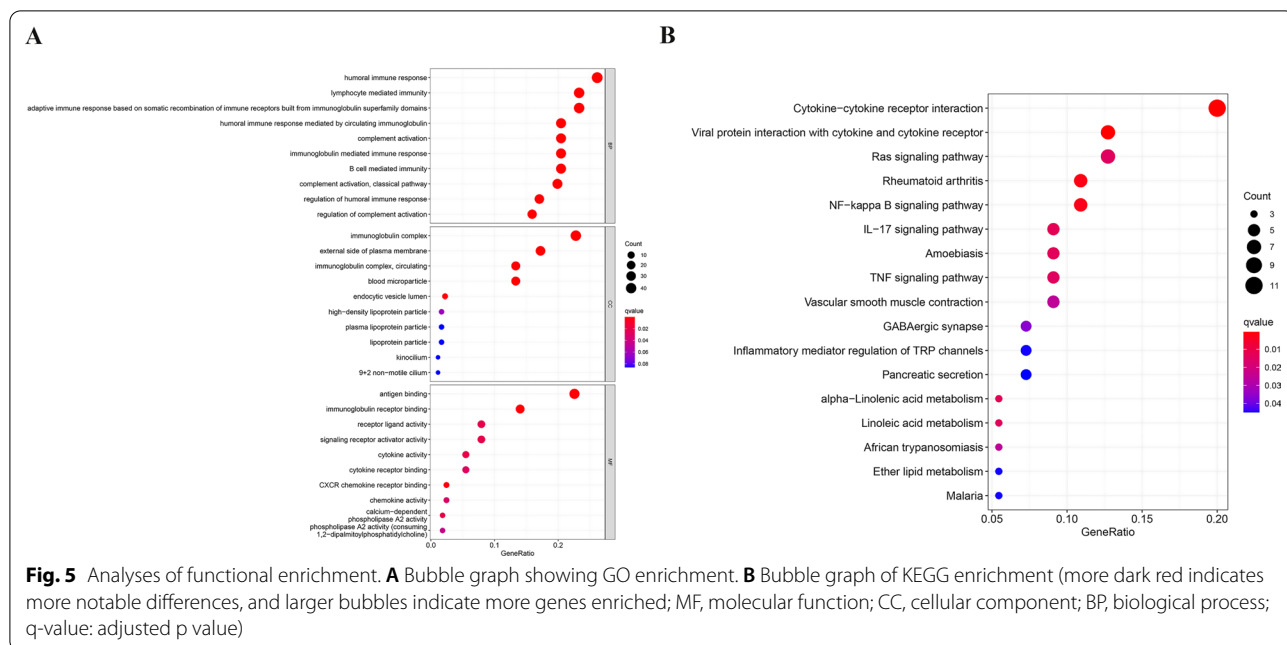 A
humoral immune response
lymphocyte mediated immunity
adaptive immune response based on somatic recombination of immune receptors built from immunoglobulin superfamily domains
humoral immune response mediated by circulating immunoglobulin
complement activation
immunoglobulin mediated immune response
B cell mediated immunity
complement activation, classical pathway
regulation of humoral immune response
regulation of complement activation
BP
immunoglobulin complex
external side of plasma membrane
immunoglobulin complex, circulating
blood microparticle
endocytic vesicle lumen
high-density lipoprotein particle
plasma lipoprotein particle
lipoprotein particle
kinocilium
9+2 non-motile cilium
CC
antigen binding
immunoglobulin receptor binding
receptor ligand activity
signaling receptor activator activity
cytokine activity
cytokine receptor binding
CXCR chemokine receptor binding
chemokine activity
calcium-dependent
phospholipase A2 activity
phospholipase A2 activity (consuming
1,2-dipalmitoylphosphatidylcholine)
MF
0.0 0.1 0.2
GeneRatio
Count
10
20
30
40
qvalue
0.02
0.04
0.06
0.08
B
Cytokine-cytokine receptor interaction
Viral protein interaction with cytokine and cytokine receptor
Ras signaling pathway
Rheumatoid arthritis
NF-kappa B signaling pathway
IL-17 signaling pathway
Amoebiasis
TNF signaling pathway
Vascular smooth muscle contraction
GABAergic synapse
Inflammatory mediator regulation of TRP channels
Pancreatic secretion
alpha-Linolenic acid metabolism
Linoleic acid metabolism
African trypanosomiasis
Ether lipid metabolism
Malaria
0.05 0.10 0.15 0.20
GeneRatio
Count
3
5
7
9
11
qvalue
0.01
0.02
0.03
0.04
Fig. 5 Analyses of functional enrichment. A Bubble graph showing GO enrichment. B Bubble graph of KEGG enrichment (more dark red indicates
more notable differences, and larger bubbles indicate more genes enriched; MF, molecular function; CC, cellular component; BP, biological process;
q-value: adjusted p value)